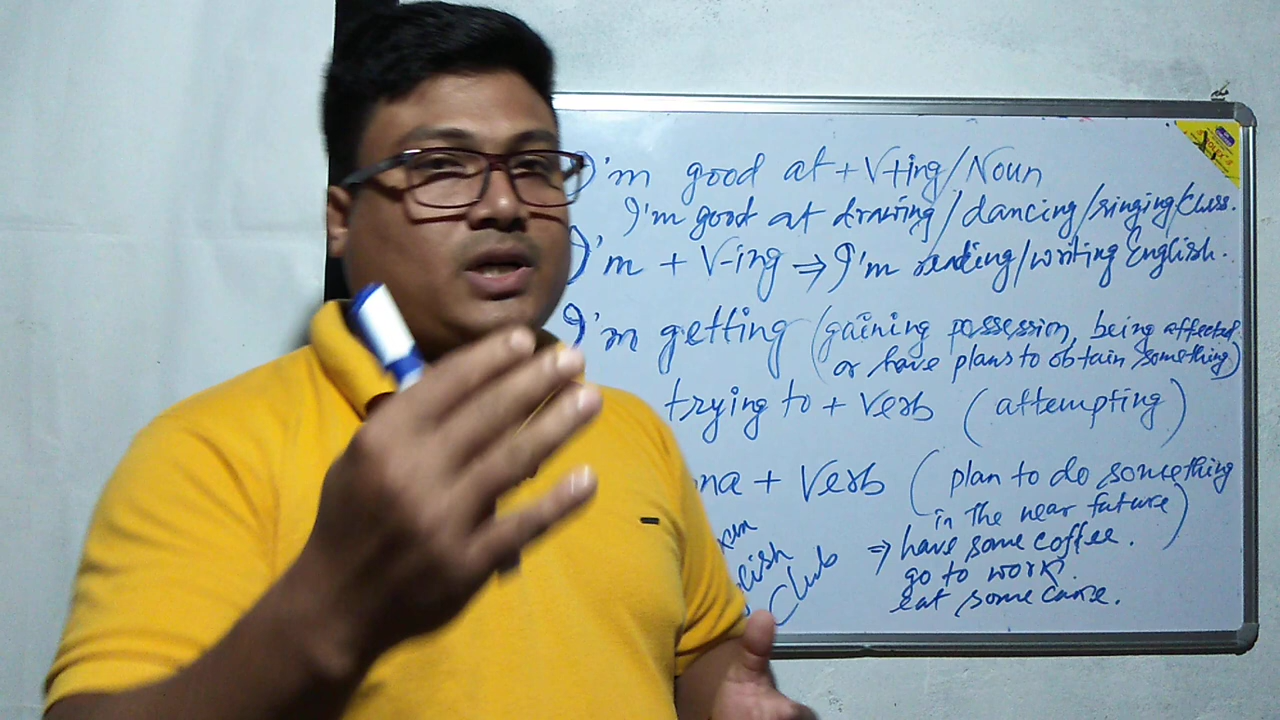 I'm good at + V+ing/Noun
I'm good at drawing/dancing/singing/
I'm + V-ing ⇒ I'm reading/writing English.
I'm getting (gaining possession, being affected
or have plans to obtain something)
trying to + Verb (attempting)
na + Verb (plan to do something
in the near future)
⇒ have some coffee.
go to work.
eat some
Club